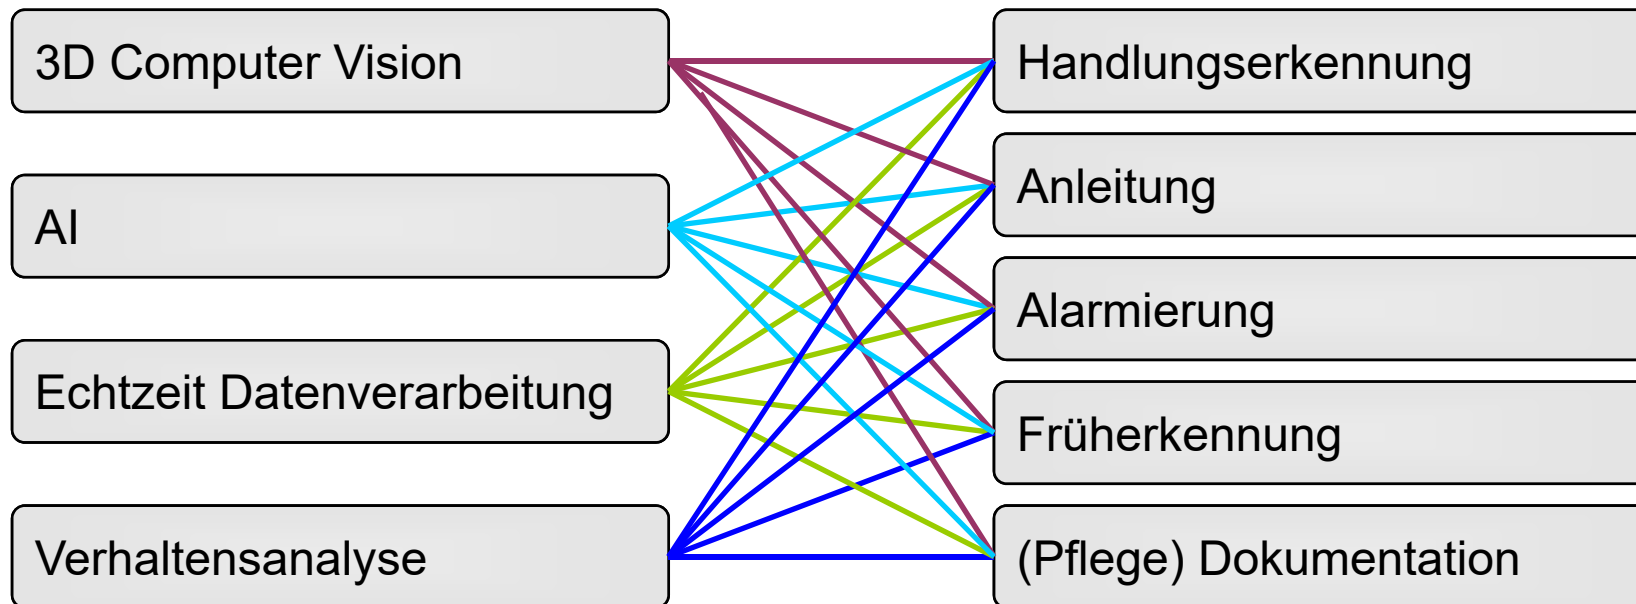 3D Computer Vision
AI
Echtzeit Datenverarbeitung
Verhaltensanalyse
Handlungserkennung
Anleitung
Alarmierung
Früherkennung
(Pflege) Dokumentation